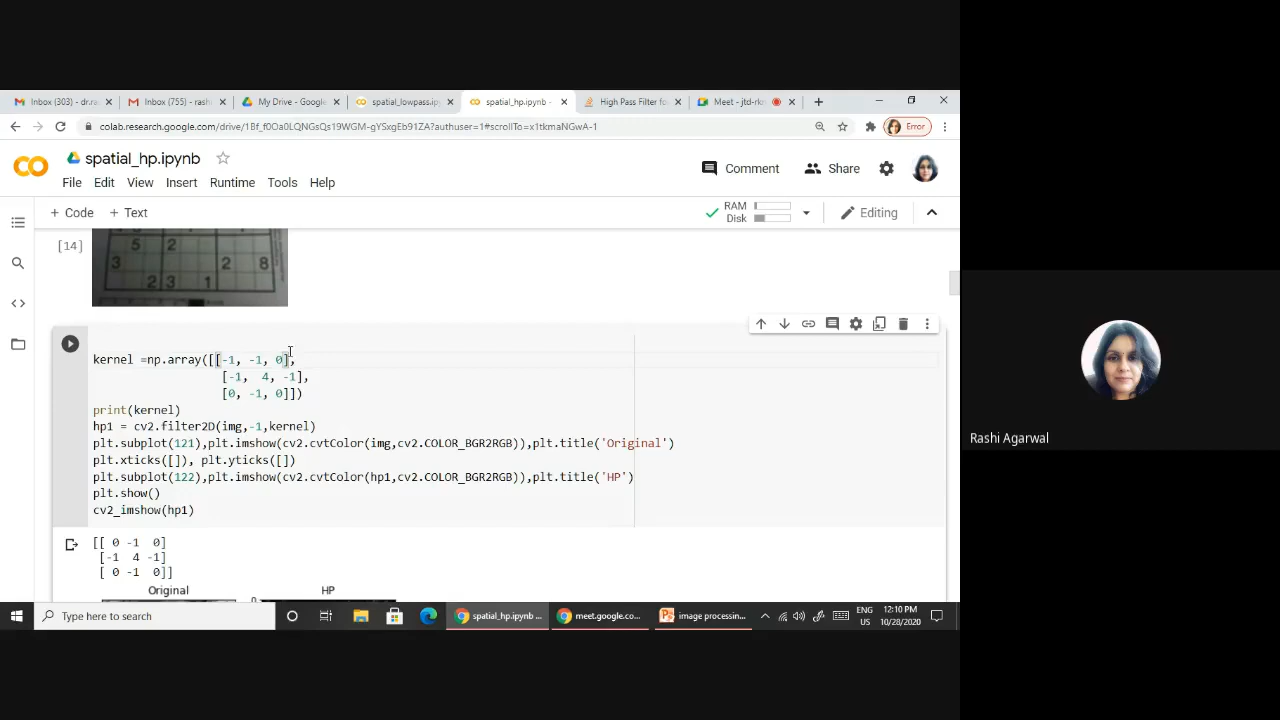 Inbox (303) - dr.ra
Inbox (755) - rash
My Drive - Google
spatial_lowpass.ip
spatial_hp.ipynb -
High Pass Filter fo
Meet - jtd-rkn
colab.research.google.com/drive/1Bf_f0Oa0LQNGsQs19WGM-gYSxgEb91ZA?authuser=1#scrollTo=x1tkmaNGwA-1
Error
spatial_hp.ipynb
Comment
Share
File Edit View Insert Runtime Tools Help
+ Code + Text
RAM
Disk
Editing
[14]
5 2
3 2 8
2 3 1
kernel =np.array([[-1, -1, 0],
[-1, 4, -1],
[0, -1, 0]])
print(kernel)
hp1 = cv2.filter2D(img,-1,kernel)
plt.subplot(121),plt.imshow(cv2.cvtColor(img,cv2.COLOR_BGR2RGB)),plt.title('Original')
plt.xticks([]), plt.yticks([])
plt.subplot(122),plt.imshow(cv2.cvtColor(hp1,cv2.COLOR_BGR2RGB)),plt.title('HP')
plt.show()
cv2_imshow(hp1)
[[ 0 -1 0]
[-1 4 -1]
[ 0 -1 0]]
Original HP
0
Rashi Agarwal
Type here to search
spatial_hp.ipynb ...
meet.google.co...
image processin...
ENG
US
12:10 PM
10/28/2020